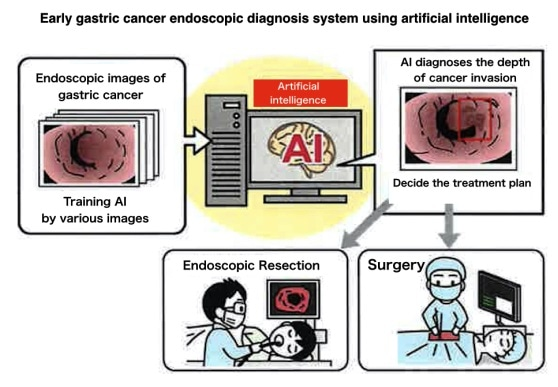 Early gastric cancer endoscopic diagnosis system using artificial intelligence
Endoscopic images of
gastric cancer
Training AI
by various images
Artificial
intelligence
AI
AI diagnoses the depth
of cancer invasion
Decide the treatment plan
Endoscopic Resection
Surgery